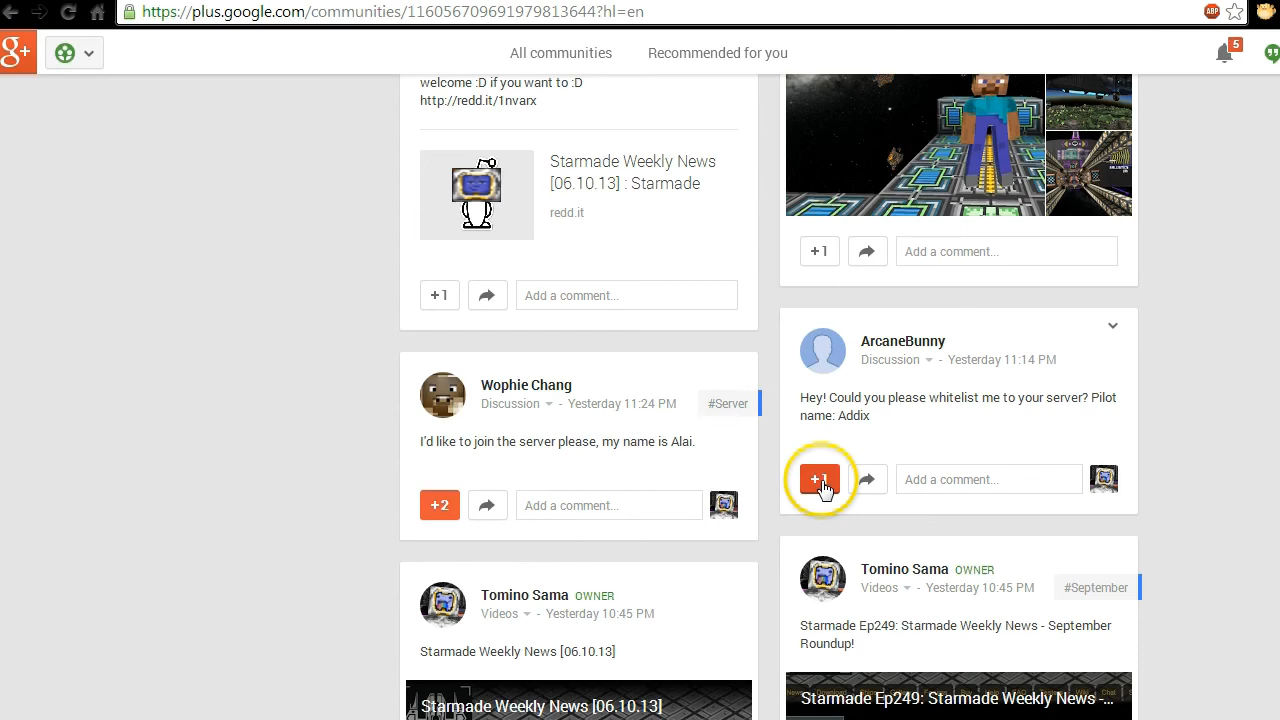 https://plus.google.com/communities/116056709691979813644?hl=en
ABP
g+
All communities
Recommended for you
5
welcome :D if you want to :D
http://redd.it/1nvarx
Starmade Weekly News
[06.10.13] : Starmade
redd.it
+1
Add a comment...
Wophie Chang
Discussion - Yesterday 11:24 PM
#Server
I'd like to join the server please, my name is Alai.
+2
Add a comment...
Tomino Sama OWNER
Videos - Yesterday 10:45 PM
Starmade Weekly News [06.10.13]
Starmade Weekly News [06.10.13]
+1
Add a comment...
ArcaneBunny
Discussion - Yesterday 11:14 PM
Hey! Could you please whitelist me to your server? Pilot
name: Addix
+1
Add a comment...
Tomino Sama OWNER
Videos - Yesterday 10:45 PM
#September
Starmade Ep249: Starmade Weekly News - September
Roundup!
Starmade Ep249: Starmade Weekly News -...